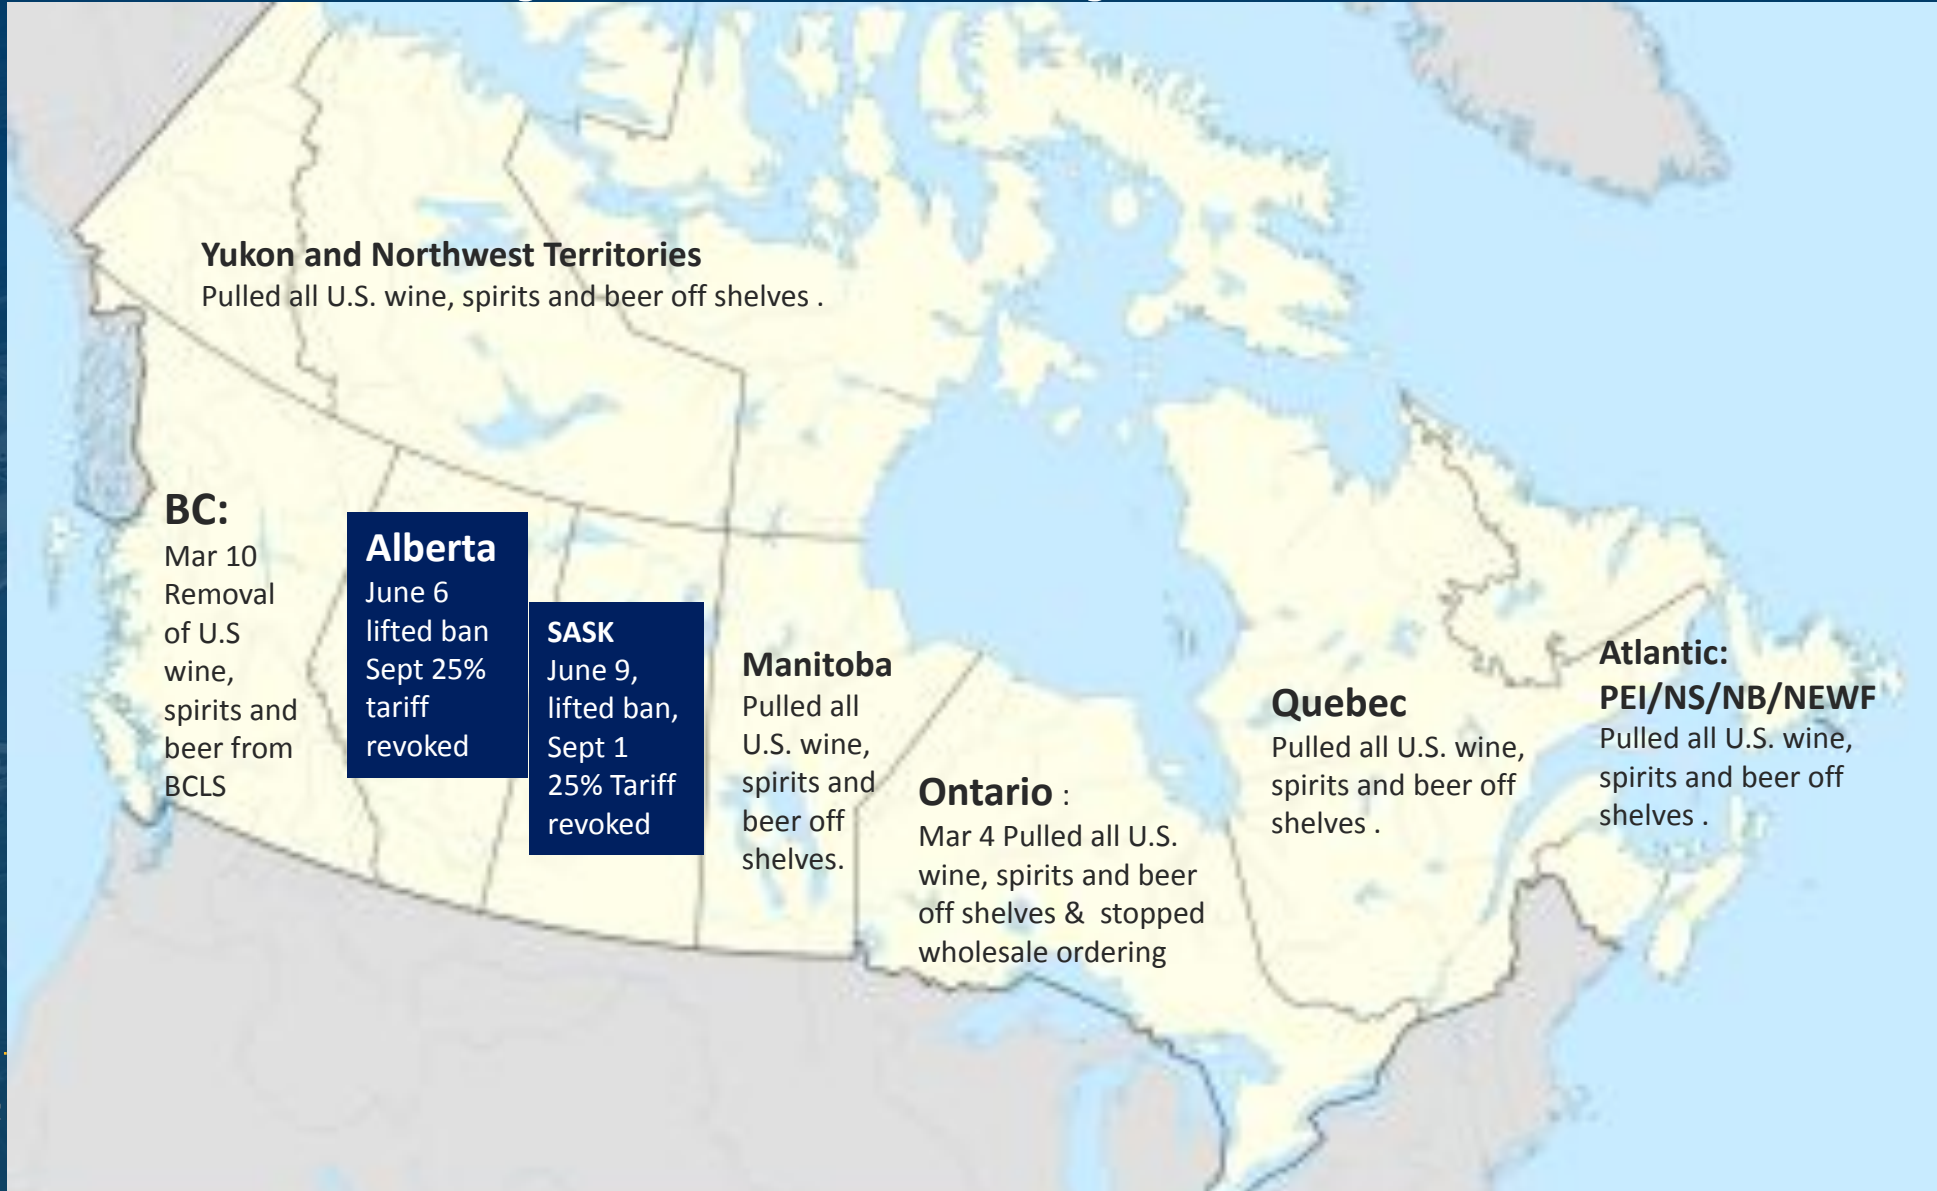 Yukon and Northwest Territories
Pulled all U.S. wine, spirits and beer off shelves .
BC:
Mar 10
Removal
of U.S
wine,
spirits and
beer from
BCLS
Alberta
June 6
lifted ban
Sept 25%
tariff
revoked
SASK
June 9,
lifted ban,
Sept 1
25% Tariff
revoked
Manitoba
Pulled all
U.S. wine,
spirits and
beer off
shelves.
Ontario :
Mar 4 Pulled all U.S.
wine, spirits and beer
off shelves & stopped
wholesale ordering
Quebec
Pulled all U.S. wine,
spirits and beer off
shelves .
Atlantic:
PEI/NS/NB/NEWF
Pulled all U.S. wine,
spirits and beer off
shelves .